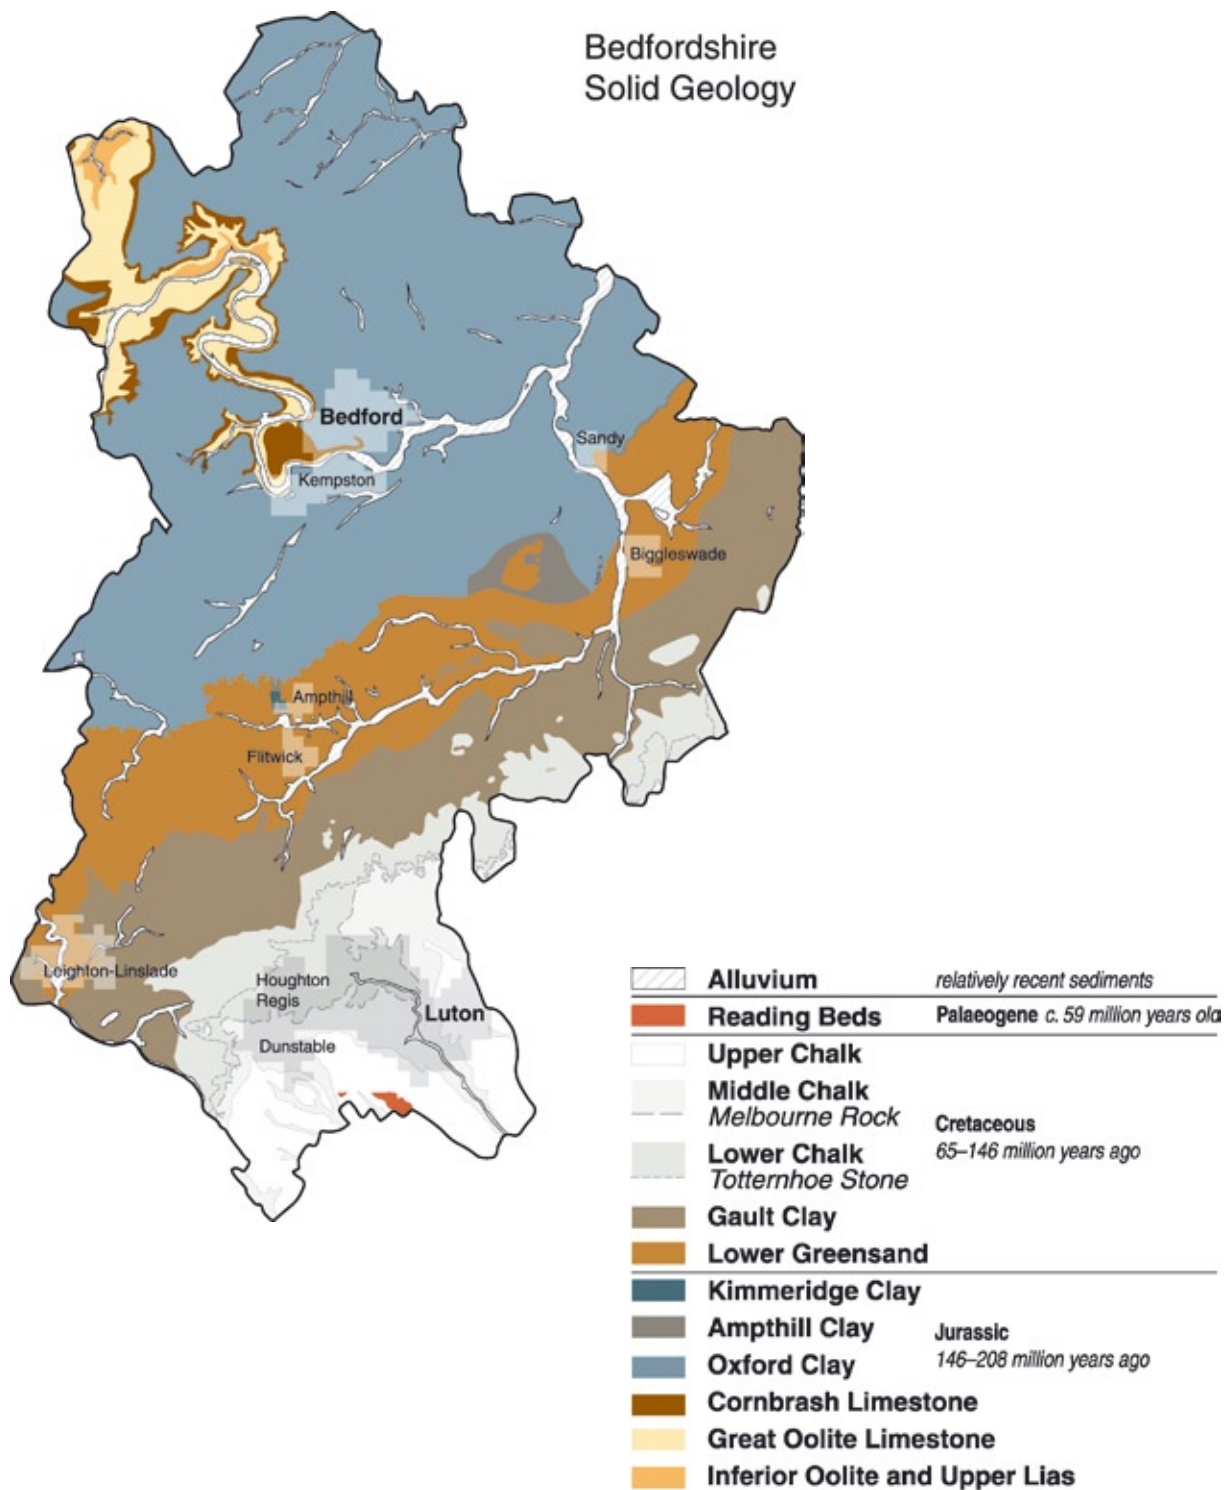 Bedfordshire
Solid Geology
Bedford
Sandy
Kempston
Biggleswade
Ampthill
Flitwick
Leighton-Linslade
Houghton
Regis
Luton
Dunstable
Alluvium relatively recent sediments
Reading Beds Palaeogene c. 59 million years old
Upper Chalk
Middle Chalk
Melbourne Rock
Cretaceous
65–146 million years ago
Lower Chalk
Totternhoe Stone
Gault Clay
Lower Greensand
Kimmeridge Clay
Ampthill Clay
Jurassic
146–208 million years ago
Oxford Clay
Cornbrash Limestone
Great Oolite Limestone
Inferior Oolite and Upper Lias